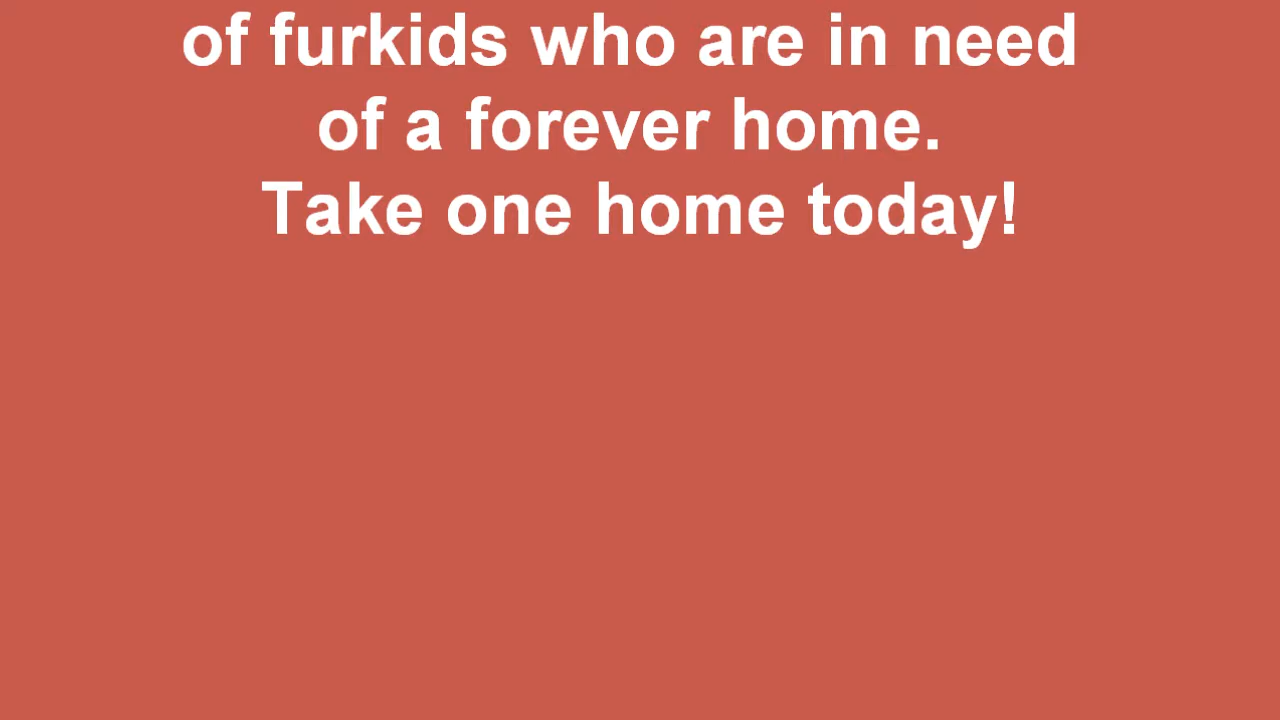 of furkids who are in need
of a forever home.
Take one home today!